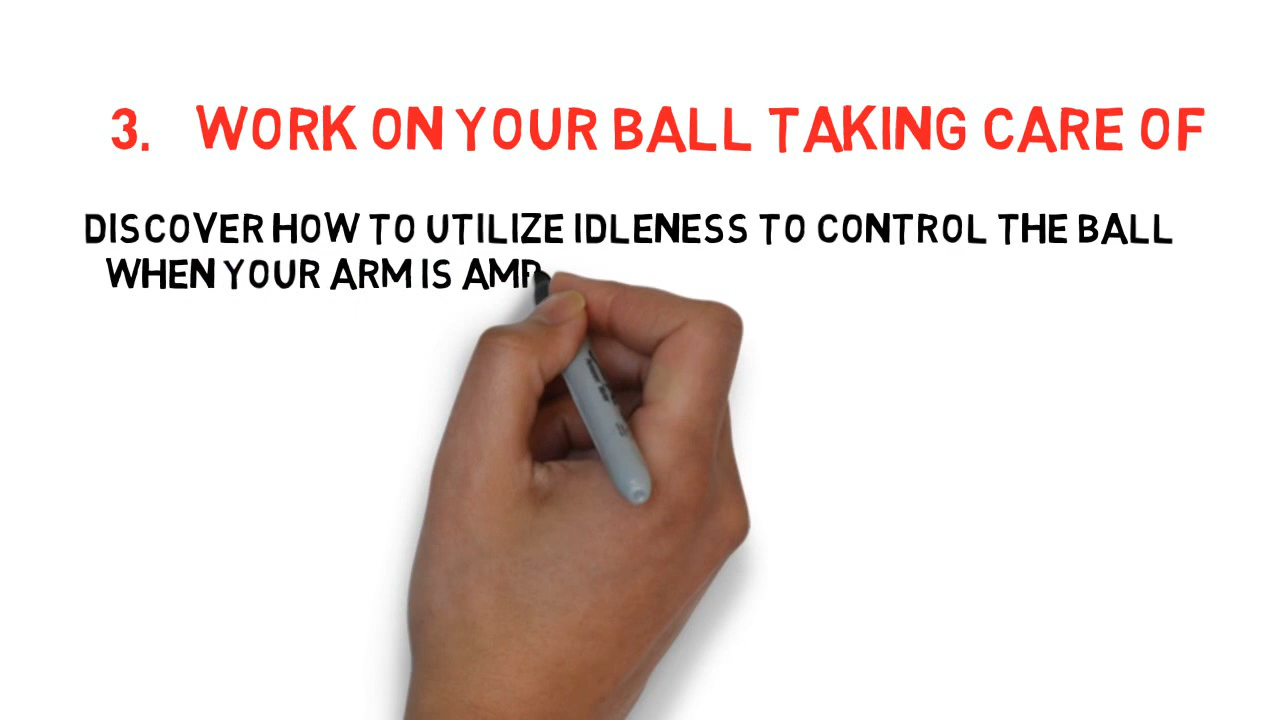 3. WORK ON YOUR BALL TAKING CARE OF
DISCOVER HOW TO UTILIZE IDLENESS TO CONTROL THE BALL
WHEN YOUR ARM IS